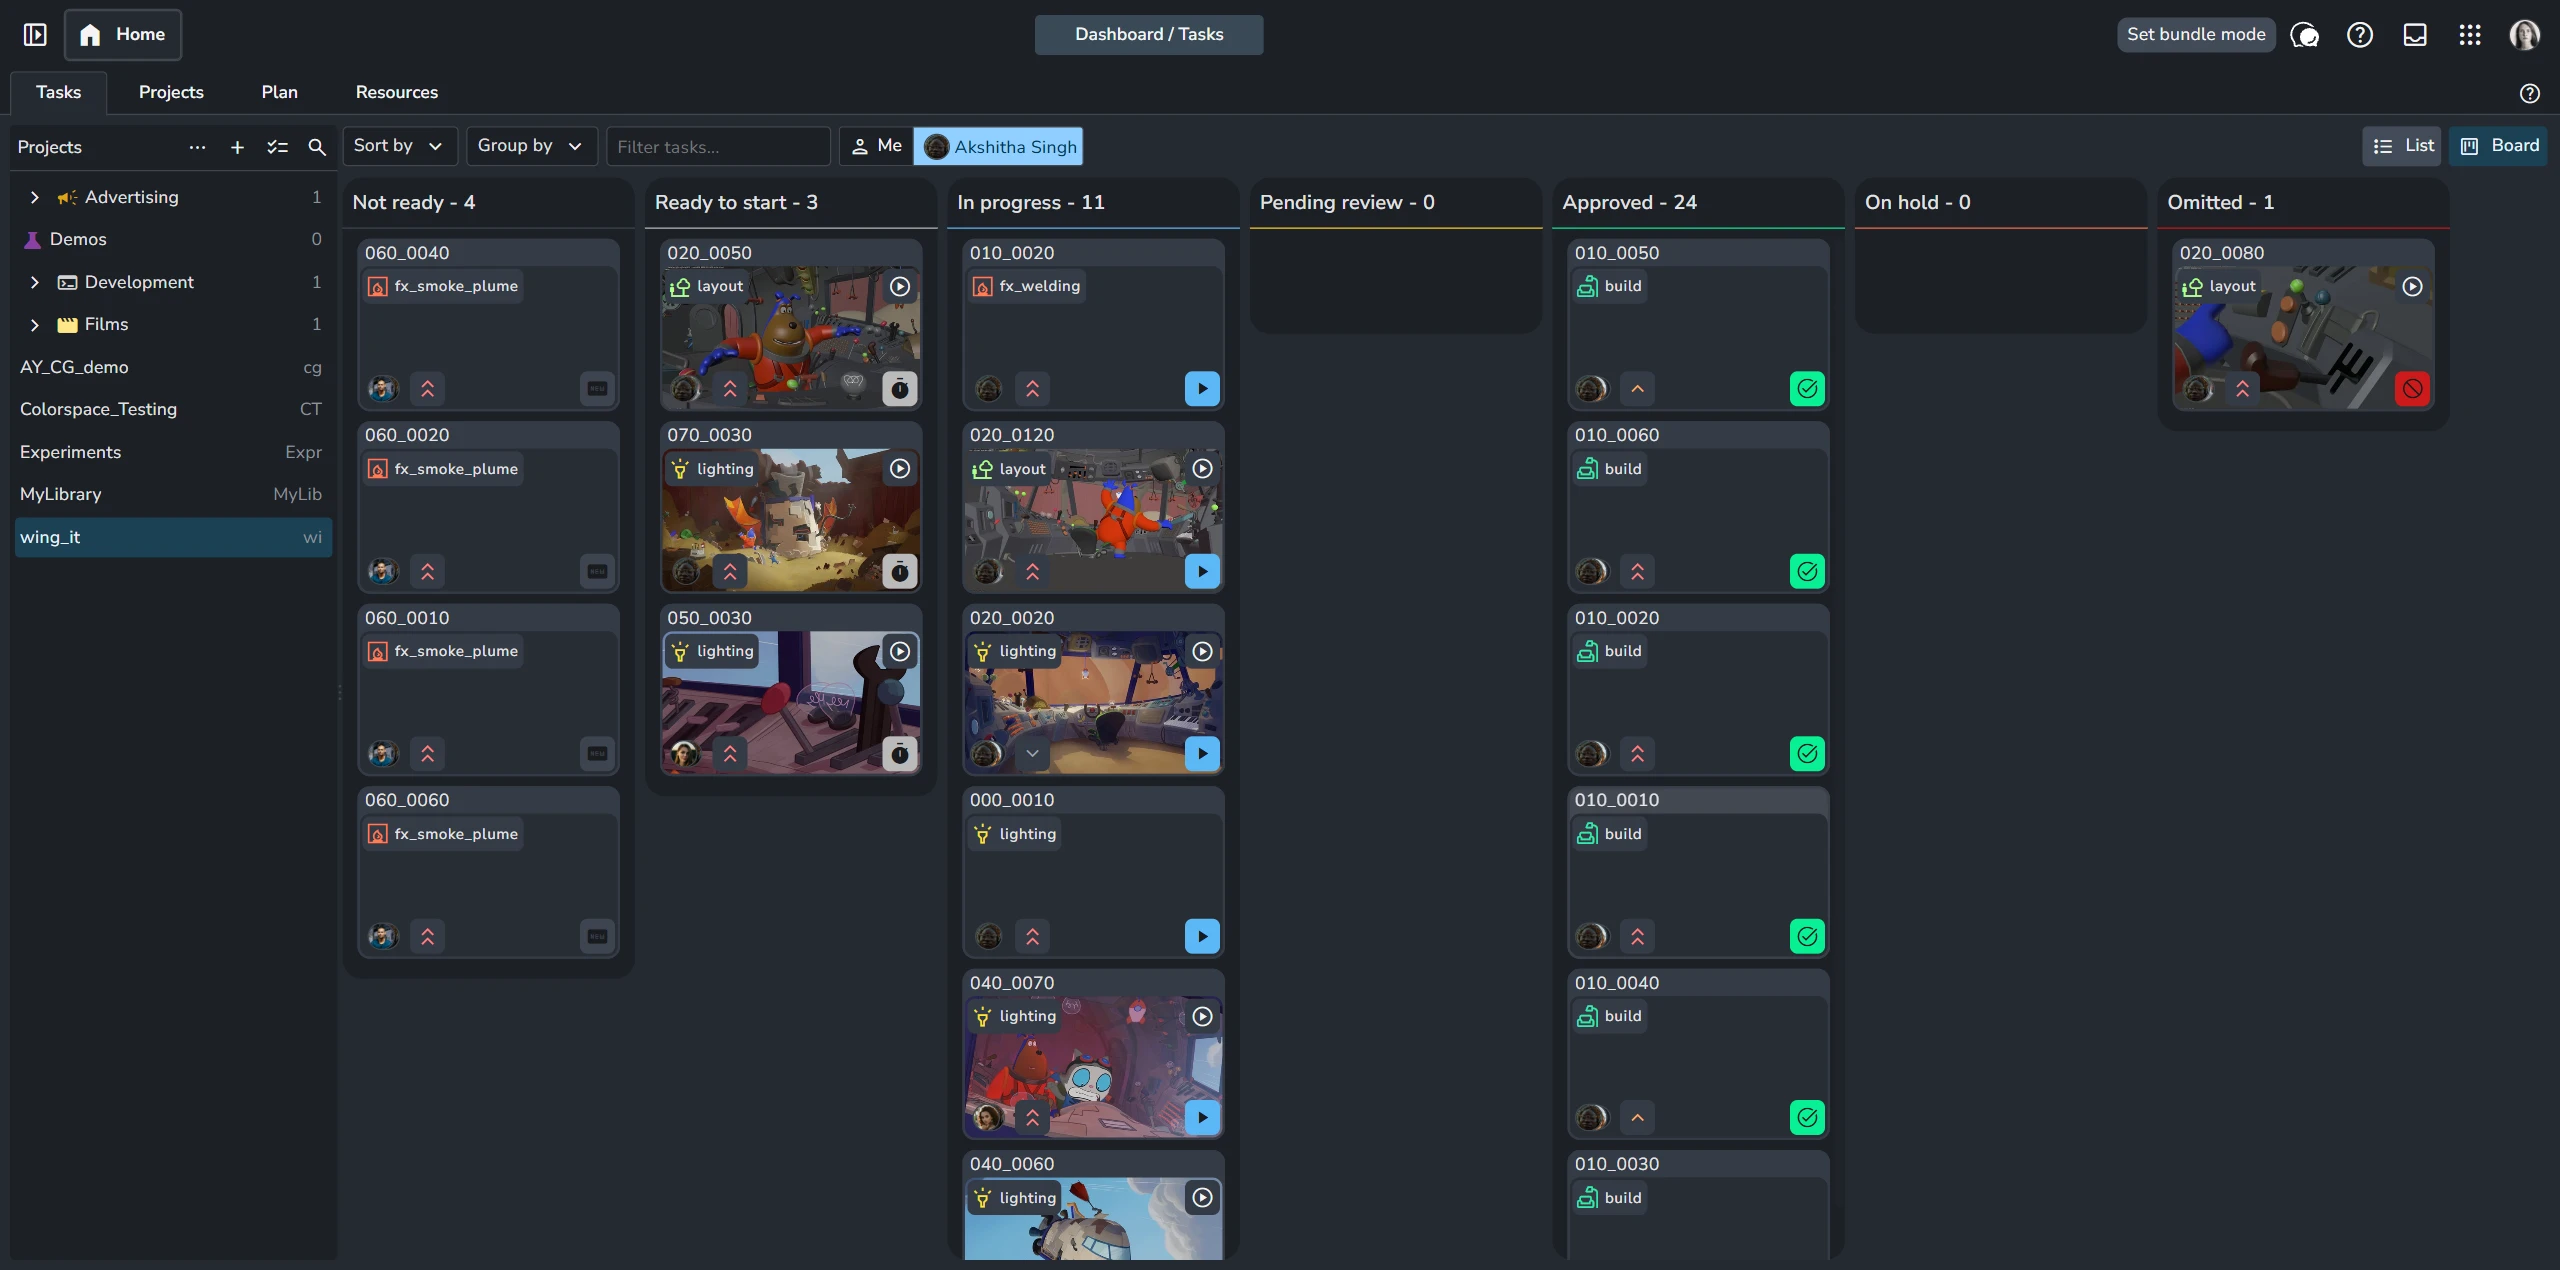 Home
Dashboard / Tasks
Set bundle mode
Tasks
Projects
Plan
Resources
Projects
Sort by
Group by
Filter tasks...
Me
Akshitha Singh
List
Board
Advertising 1
Demos 0
Development 1
Films 1
AY_CG_demo cg
Colorspace_Testing CT
Experiments Expr
MyLibrary MyLib
wing_it wi
Not ready - 4
060_0040
fx_smoke_plume
NEW
060_0020
fx_smoke_plume
NEW
060_0010
fx_smoke_plume
NEW
060_0060
fx_smoke_plume
NEW
Ready to start - 3
020_0050
layout
070_0030
lighting
050_0030
lighting
In progress - 11
010_0020
fx_welding
020_0120
layout
020_0020
lighting
000_0010
lighting
040_0070
lighting
040_0060
lighting
Pending review - 0
Approved - 24
010_0050
build
010_0060
build
010_0020
build
010_0010
build
010_0040
build
010_0030
build
On hold - 0
Omitted - 1
020_0080
layout